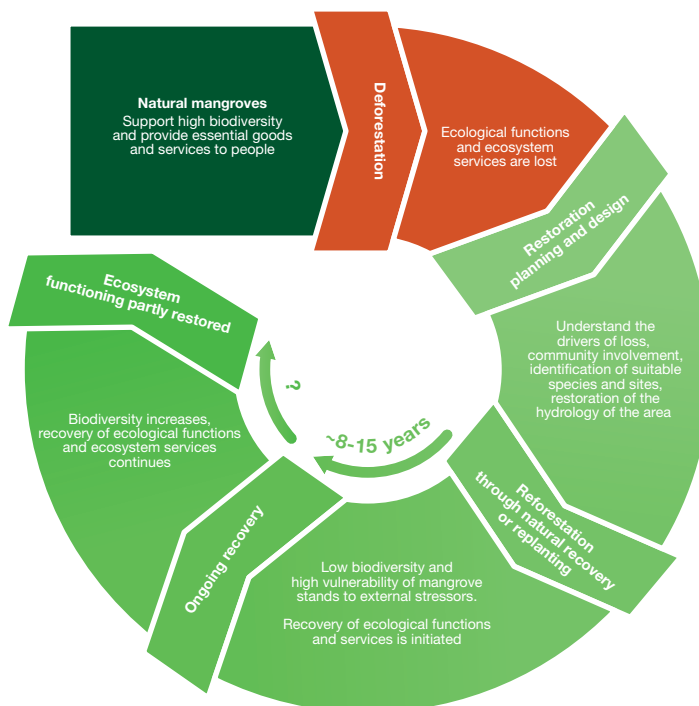 Natural mangroves
Support high biodiversity
and provide essential goods
and services to people
Deforestation
Ecological functions
and ecosystem
services are lost
Restoration
planning and design
Understand the
drivers of loss,
community involvement,
identification of suitable
species and sites,
restoration of the
hydrology of the area
Reforestation
through natural recovery
or replanting
~8-15 years
Low biodiversity and
high vulnerability of mangrove
stands to external stressors.
Recovery of ecological functions
and services is initiated
Ongoing recovery
?
Biodiversity increases,
recovery of ecological functions
and ecosystem services
continues
Ecosystem
functioning partly restored